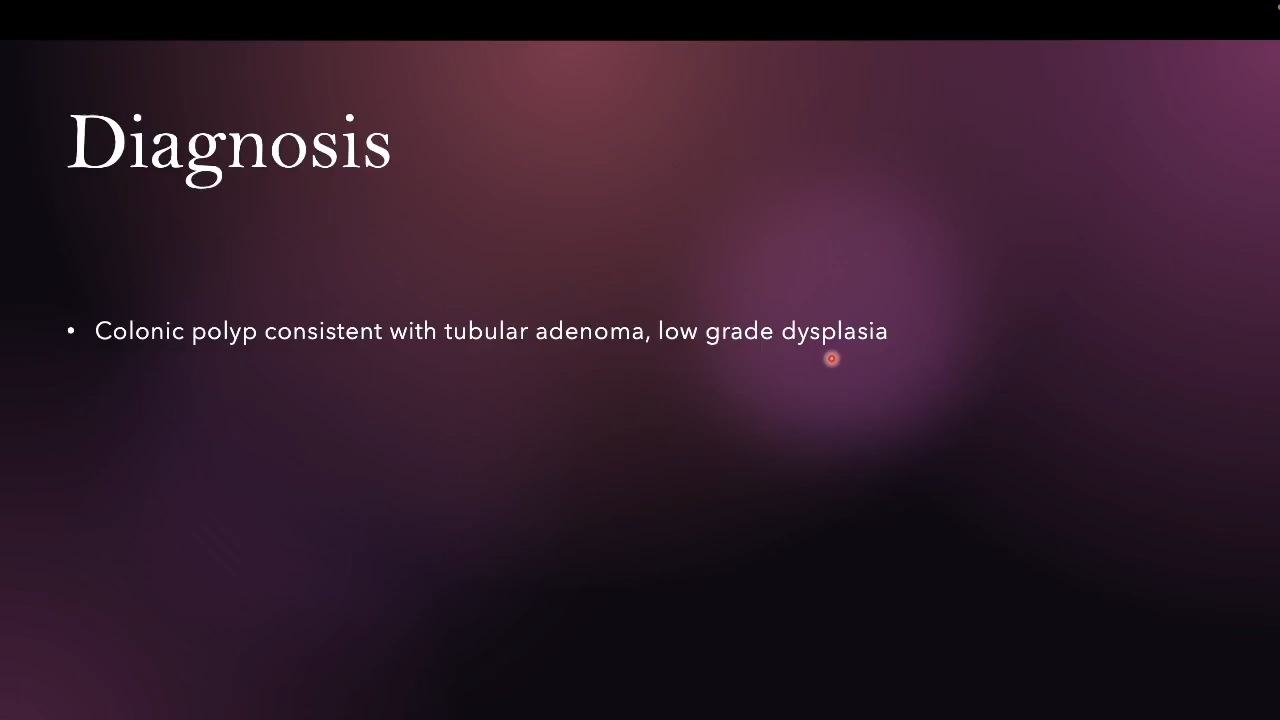 Diagnosis
• Colonic polyp consistent with tubular adenoma, low grade dysplasia